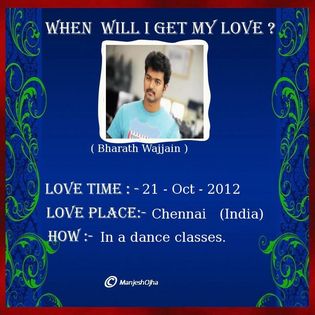 When will I get my love ?
( Bharath Wajjain )
Love Time : - 21 - Oct - 2012
Love Place:- Chennai (India)
How :- In a dance classes.
© ManjeshOjha